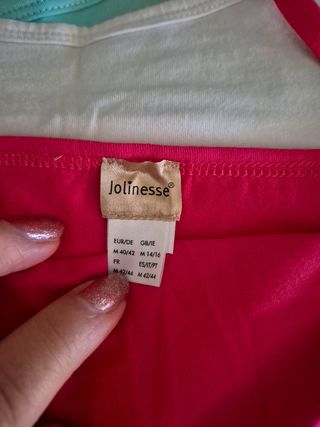 Jolinesse®
EUR/DE GB/IE
M 40/42 M 14/16
FR ES/IT/PT
M 42/44 M 42/44